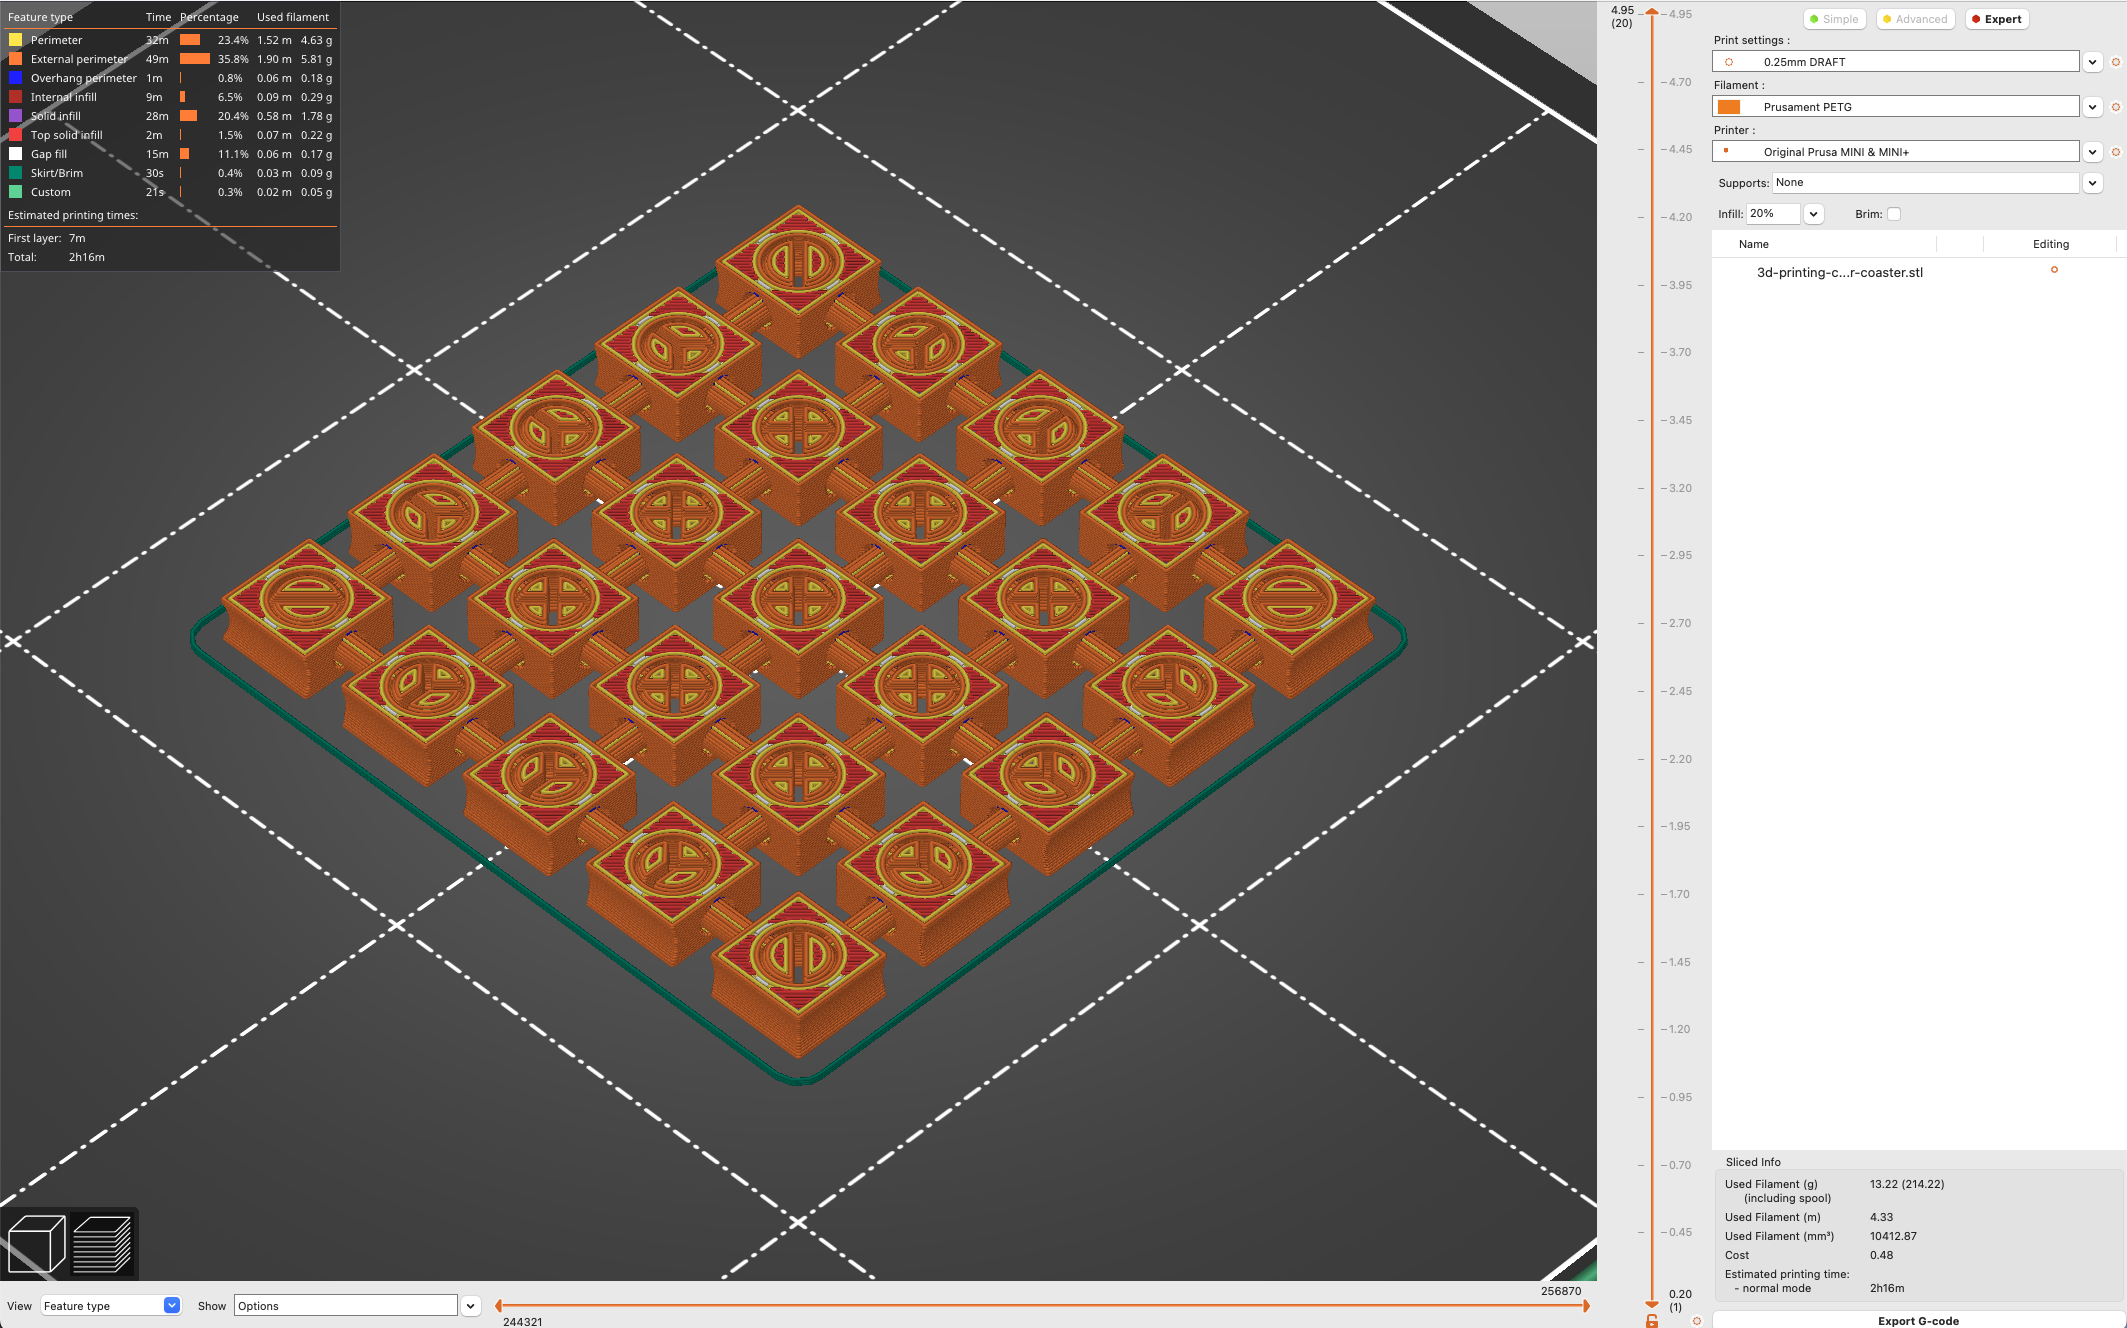 Feature type Time Percentage Used filament
Perimeter 32m 23.4% 1.52 m 4.63 g
External perimeter 49m 35.8% 1.90 m 5.81 g
Overhang perimeter 1m 0.8% 0.06 m 0.18 g
Internal infill 9m 6.5% 0.09 m 0.29 g
Solid infill 28m 20.4% 0.58 m 1.78 g
Top solid infill 2m 1.5% 0.07 m 0.22 g
Gap fill 15m 11.1% 0.06 m 0.17 g
Skirt/Brim 30s 0.4% 0.03 m 0.09 g
Custom 21s 0.3% 0.02 m 0.05 g
Estimated printing times:
First layer: 7m
Total: 2h16m
View Feature type Show Options
256870
244321
4.95
(20)
4.95
4.70
4.45
4.20
3.95
3.70
3.45
3.20
2.95
2.70
2.45
2.20
1.95
1.70
1.45
1.20
0.95
0.70
0.45
0.20
(1)
Simple Advanced Expert
Print settings :
0.25mm DRAFT
Filament :
Prusament PETG
Printer :
Original Prusa MINI & MINI+
Supports: None
Infill: 20% Brim:
Name Editing
3d-printing-c...r-coaster.stl
Sliced Info
Used Filament (g) 13.22 (214.22)
(including spool)
Used Filament (m) 4.33
Used Filament (mm³) 10412.87
Cost 0.48
Estimated printing time:
- normal mode 2h16m
Export G-code